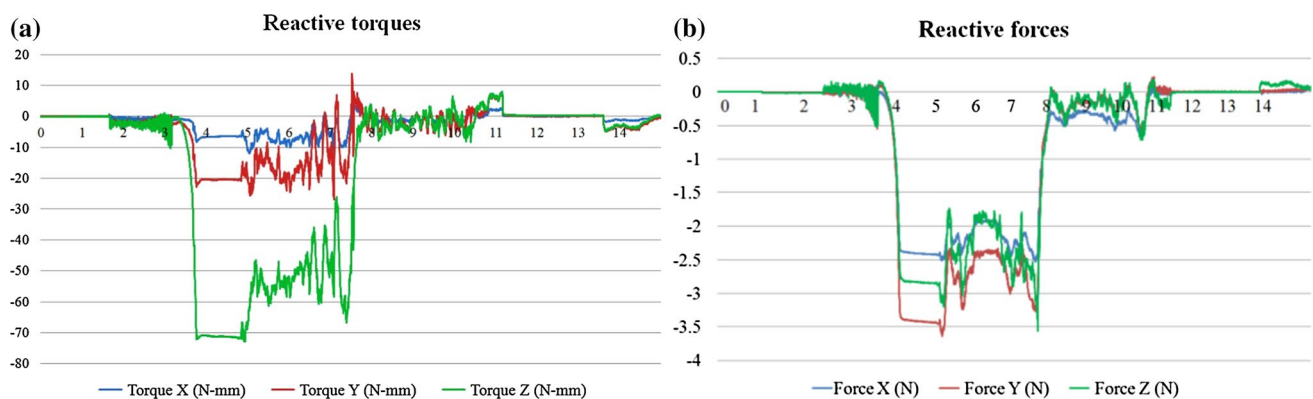 (a)
Reactive torques
20
10
0
-10
-20
-30
-40
-50
-60
-70
-80
0 1 2 3 4 5 6 7 8 9 10 11 12 13 14
Torque X (N-mm) Torque Y (N-mm) Torque Z (N-mm)
(b)
Reactive forces
0.5
0
-0.5
-1
-1.5
-2
-2.5
-3
-3.5
-4
0 1 2 3 4 5 6 7 8 9 10 11 12 13 14
Force X (N) Force Y (N) Force Z (N)